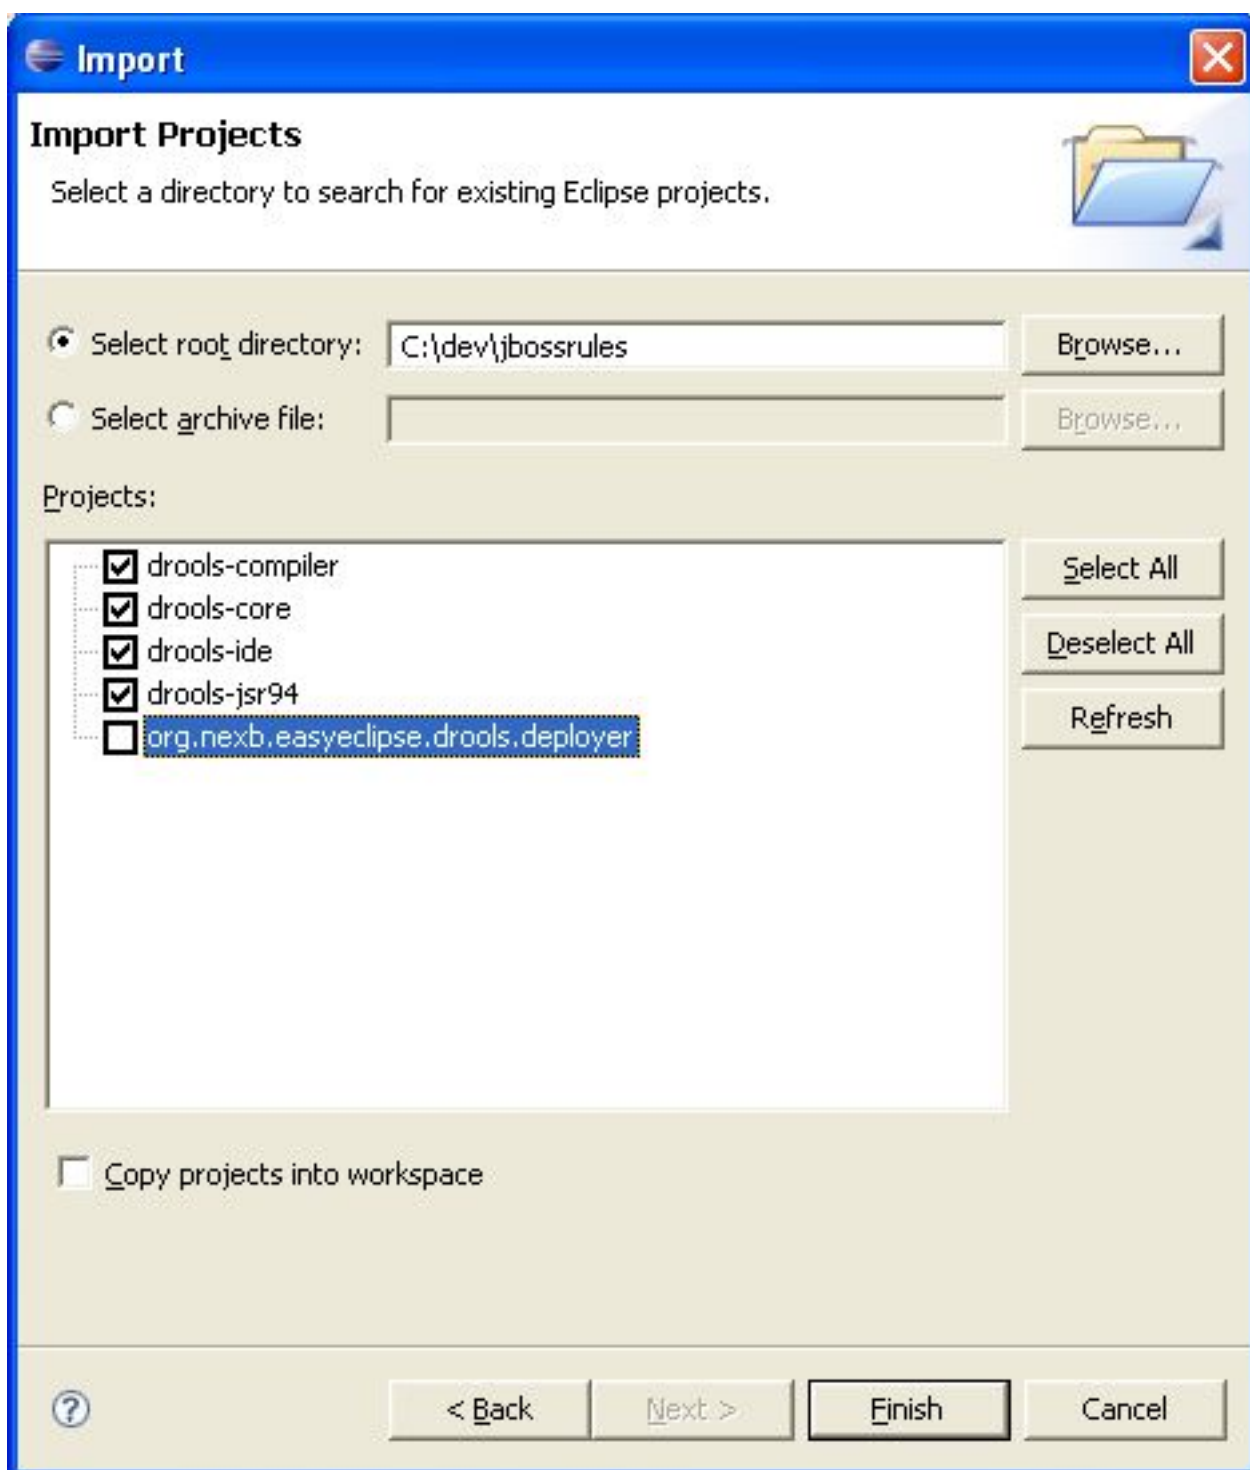 Import
Import Projects
Select a directory to search for existing Eclipse projects.
Select root directory: C:\dev\jbossrules Browse...
Select archive file: Browse...
Projects:
drools-compiler Select All
drools-core
drools-ide Deselect All
drools-jsr94
org.nexb.easyeclipse.drools.deployer Refresh
Copy projects into workspace
? < Back Next > Finish Cancel